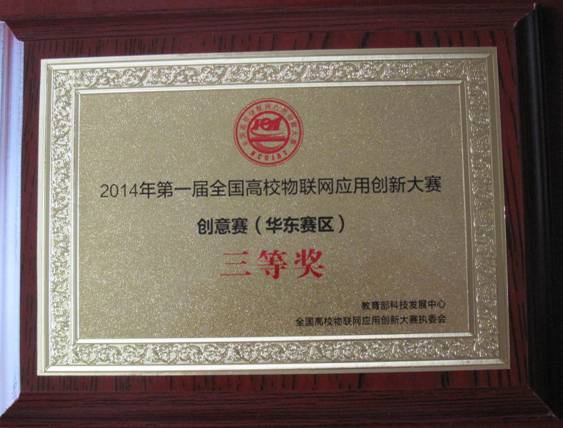 2014年第一届全国高校物联网应用创新大赛
创意赛（华东赛区）
三等奖
教育部科技发展中心
全国高校物联网应用创新大赛执委会